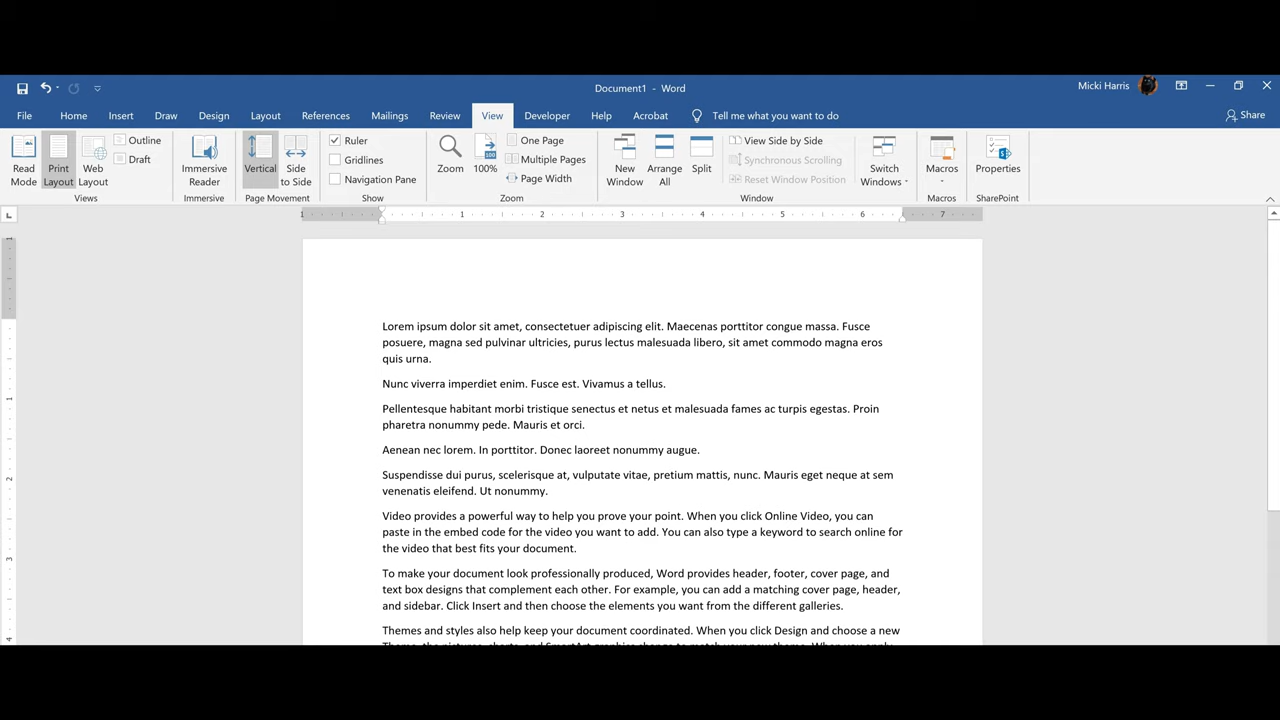 Document1 - Word
Micki Harris
File Home Insert Draw Design Layout References Mailings Review View Developer Help Acrobat Tell me what you want to do Share
Read Mode
Print Layout
Web Layout
Outline
Draft
Views
Immersive Reader
Immersive
Vertical
Side to Side
Page Movement
Ruler
Gridlines
Navigation Pane
Show
Zoom
100
100%
One Page
Multiple Pages
Page Width
Zoom
New Window
Arrange All
Split
View Side by Side
Synchronous Scrolling
Reset Window Position
Switch Windows
Window
Macros
Macros
Properties
SharePoint
1 1 2 3 4 5 6 7
1
1
2
3
4
Lorem ipsum dolor sit amet, consectetuer adipiscing elit. Maecenas porttitor congue massa. Fusce
posuere, magna sed pulvinar ultricies, purus lectus malesuada libero, sit amet commodo magna eros
quis urna.
Nunc viverra imperdiet enim. Fusce est. Vivamus a tellus.
Pellentesque habitant morbi tristique senectus et netus et malesuada fames ac turpis egestas. Proin
pharetra nonummy pede. Mauris et orci.
Aenean nec lorem. In porttitor. Donec laoreet nonummy augue.
Suspendisse dui purus, scelerisque at, vulputate vitae, pretium mattis, nunc. Mauris eget neque at sem
venenatis eleifend. Ut nonummy.
Video provides a powerful way to help you prove your point. When you click Online Video, you can
paste in the embed code for the video you want to add. You can also type a keyword to search online for
the video that best fits your document.
To make your document look professionally produced, Word provides header, footer, cover page, and
text box designs that complement each other. For example, you can add a matching cover page, header,
and sidebar. Click Insert and then choose the elements you want from the different galleries.
Themes and styles also help keep your document coordinated. When you click Design and choose a new